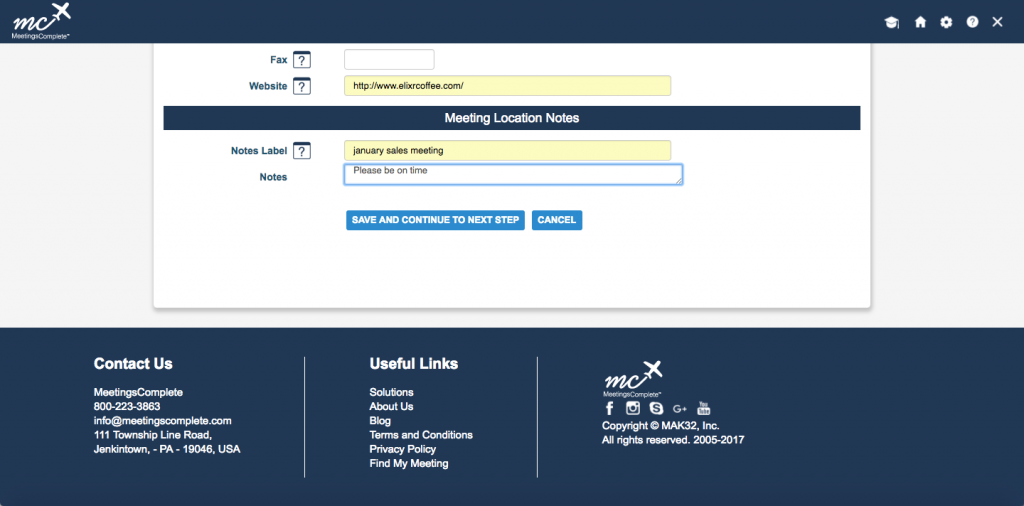 mc
MeetingsComplete™
Fax ?
Website ? http://www.elixrcoffee.com/
Meeting Location Notes
Notes Label ? january sales meeting
Notes Please be on time
SAVE AND CONTINUE TO NEXT STEP CANCEL
Contact Us
MeetingsComplete
800-223-3863
info@meetingscomplete.com
111 Township Line Road,
Jenkintown, - PA - 19046, USA
Useful Links
Solutions
About Us
Blog
Terms and Conditions
Privacy Policy
Find My Meeting
mc
MeetingsComplete™
f S G+ You Tube
Copyright © MAK32, Inc.
All rights reserved. 2005-2017